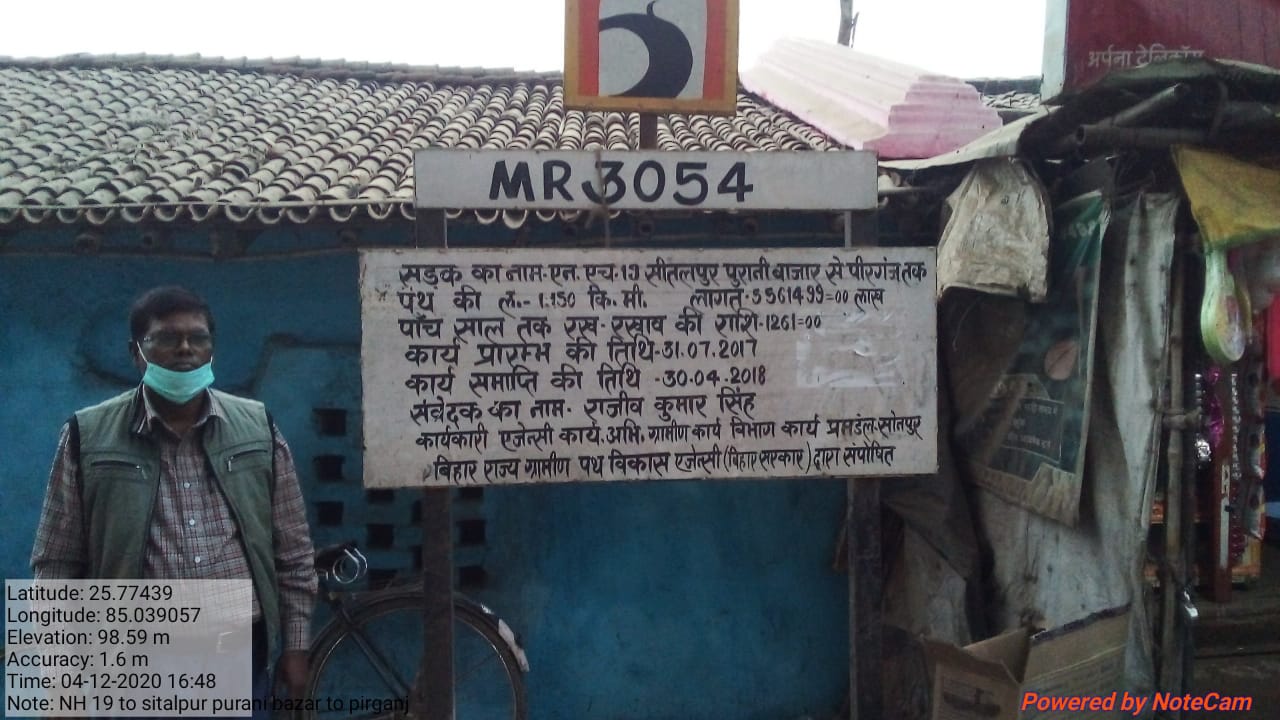 अर्पना टेलिकॉम
MR3054
सड़क का नाम-एन. एच. 19 सीतलपुर पुरानी बाजार से पीरगंज तक
पंथ की ल.- 1.150 कि. मी. लागत-5561499=00 लाख
पाँच साल तक रख-रखाव की राशि-1261=00
कार्य प्रारम्भ की तिथि-31.07.2017
कार्य समाप्ति की तिथि -30.04.2018
संवेदक का नाम- राजीव कुमार सिंह
कार्यकारी एजेन्सी कार्य. अभि. ग्रामीण कार्य विभाग कार्य प्रमंडल-सोनपुर
बिहार राज्य ग्रामीण पथ विकास एजेन्सी (बिहार सरकार) द्वारा संपोषित
Latitude: 25.77439
Longitude: 85.039057
Elevation: 98.59 m
Accuracy: 1.6 m
Time: 04-12-2020 16:48
Note: NH 19 to sitalpur purani bazar to pirganj
Powered by NoteCam